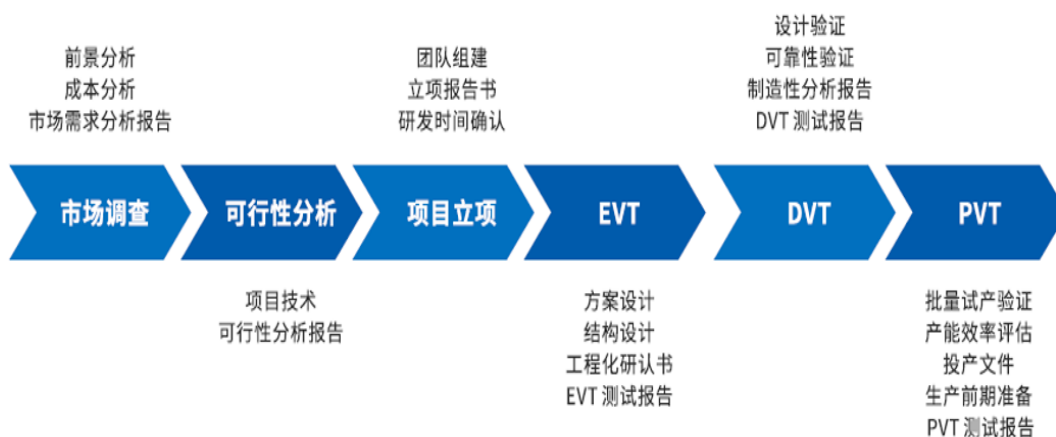 前景分析
成本分析
市场需求分析报告
团队组建
立项报告书
研发时间确认
设计验证
可靠性验证
制造性分析报告
DVT 测试报告
市场调查
可行性分析
项目立项
EVT
DVT
PVT
项目技术
可行性分析报告
方案设计
结构设计
工程化研认书
EVT 测试报告
批量试产验证
产能效率评估
投产文件
生产前期准备
PVT 测试报告